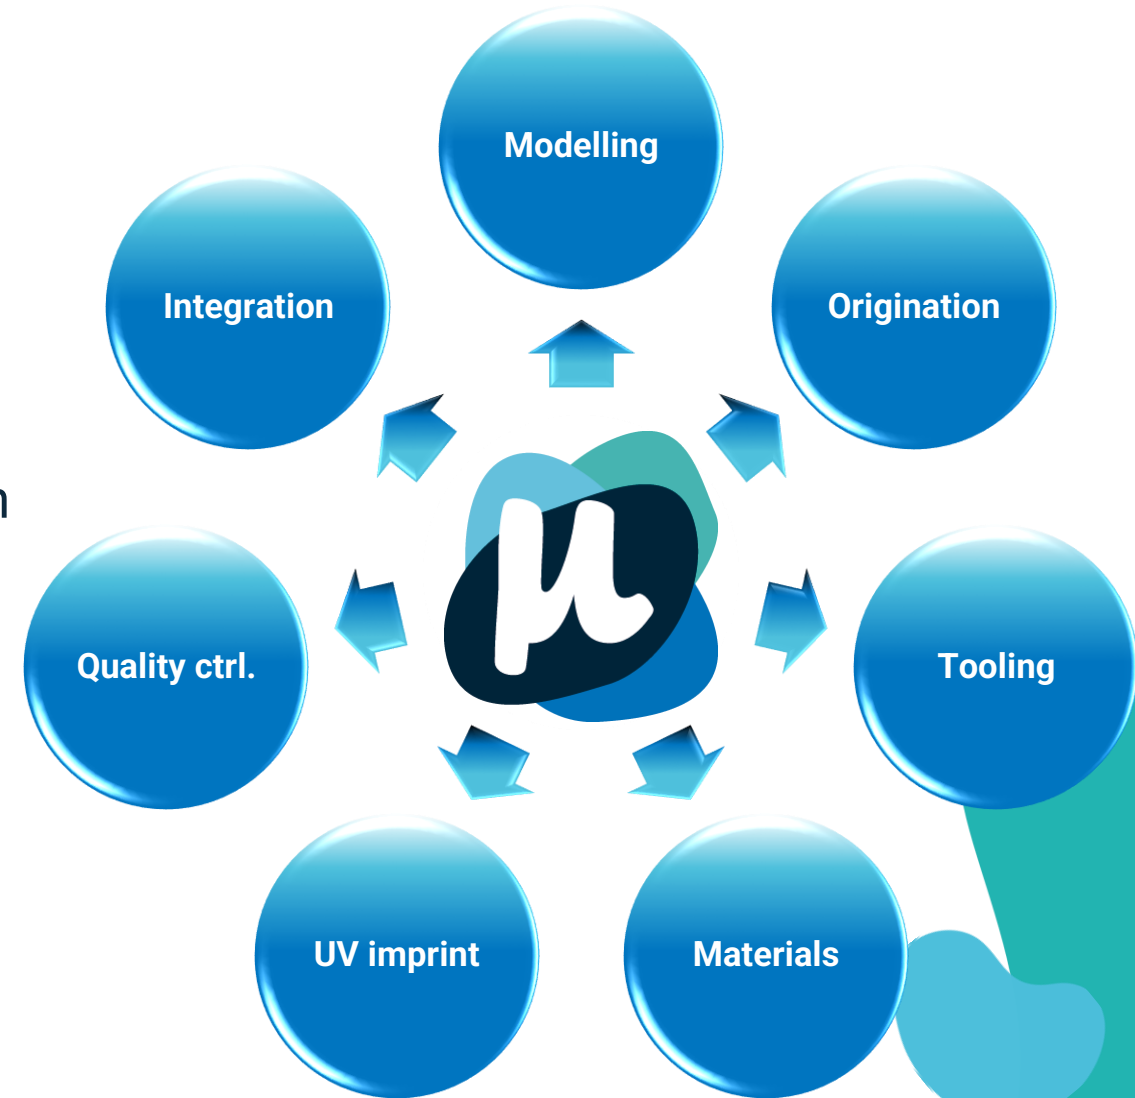 Modelling
Integration
Origination
n
µ
Quality ctrl.
Tooling
UV imprint
Materials